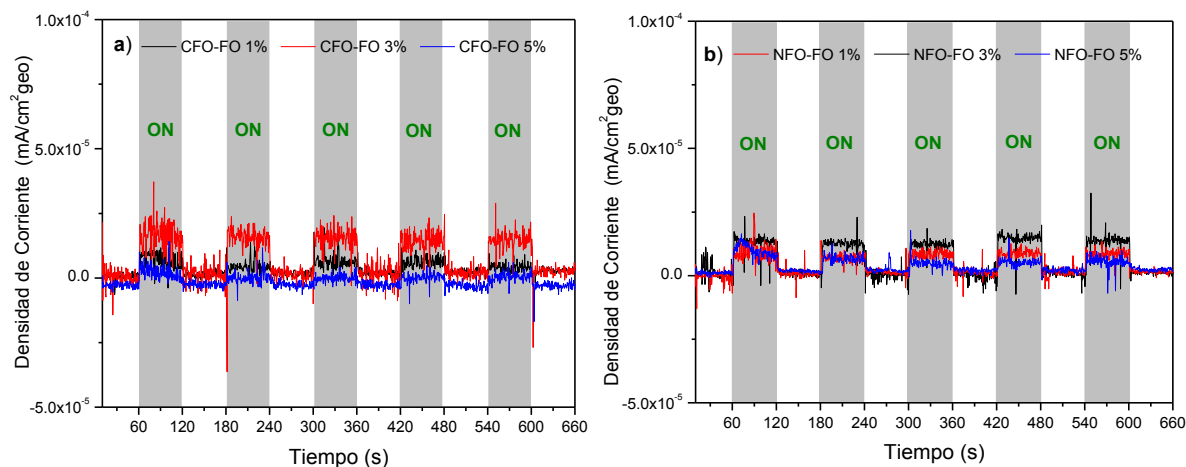 a)
CFO-FO 1% CFO-FO 3% CFO-FO 5%
ON ON ON ON ON
1.0x10⁻⁴
5.0x10⁻⁵
0.0
-5.0x10⁻⁵
Densidad de Corriente (mA/cm²geo)
60 120 180 240 300 360 420 480 540 600 660
Tiempo (s)
b)
NFO-FO 1% NFO-FO 3% NFO-FO 5%
ON ON ON ON ON
1.0x10⁻⁴
5.0x10⁻⁵
0.0
-5.0x10⁻⁵
Densidad de Corriente (mA/cm²geo)
60 120 180 240 300 360 420 480 540 600 660
Tiempo (s)